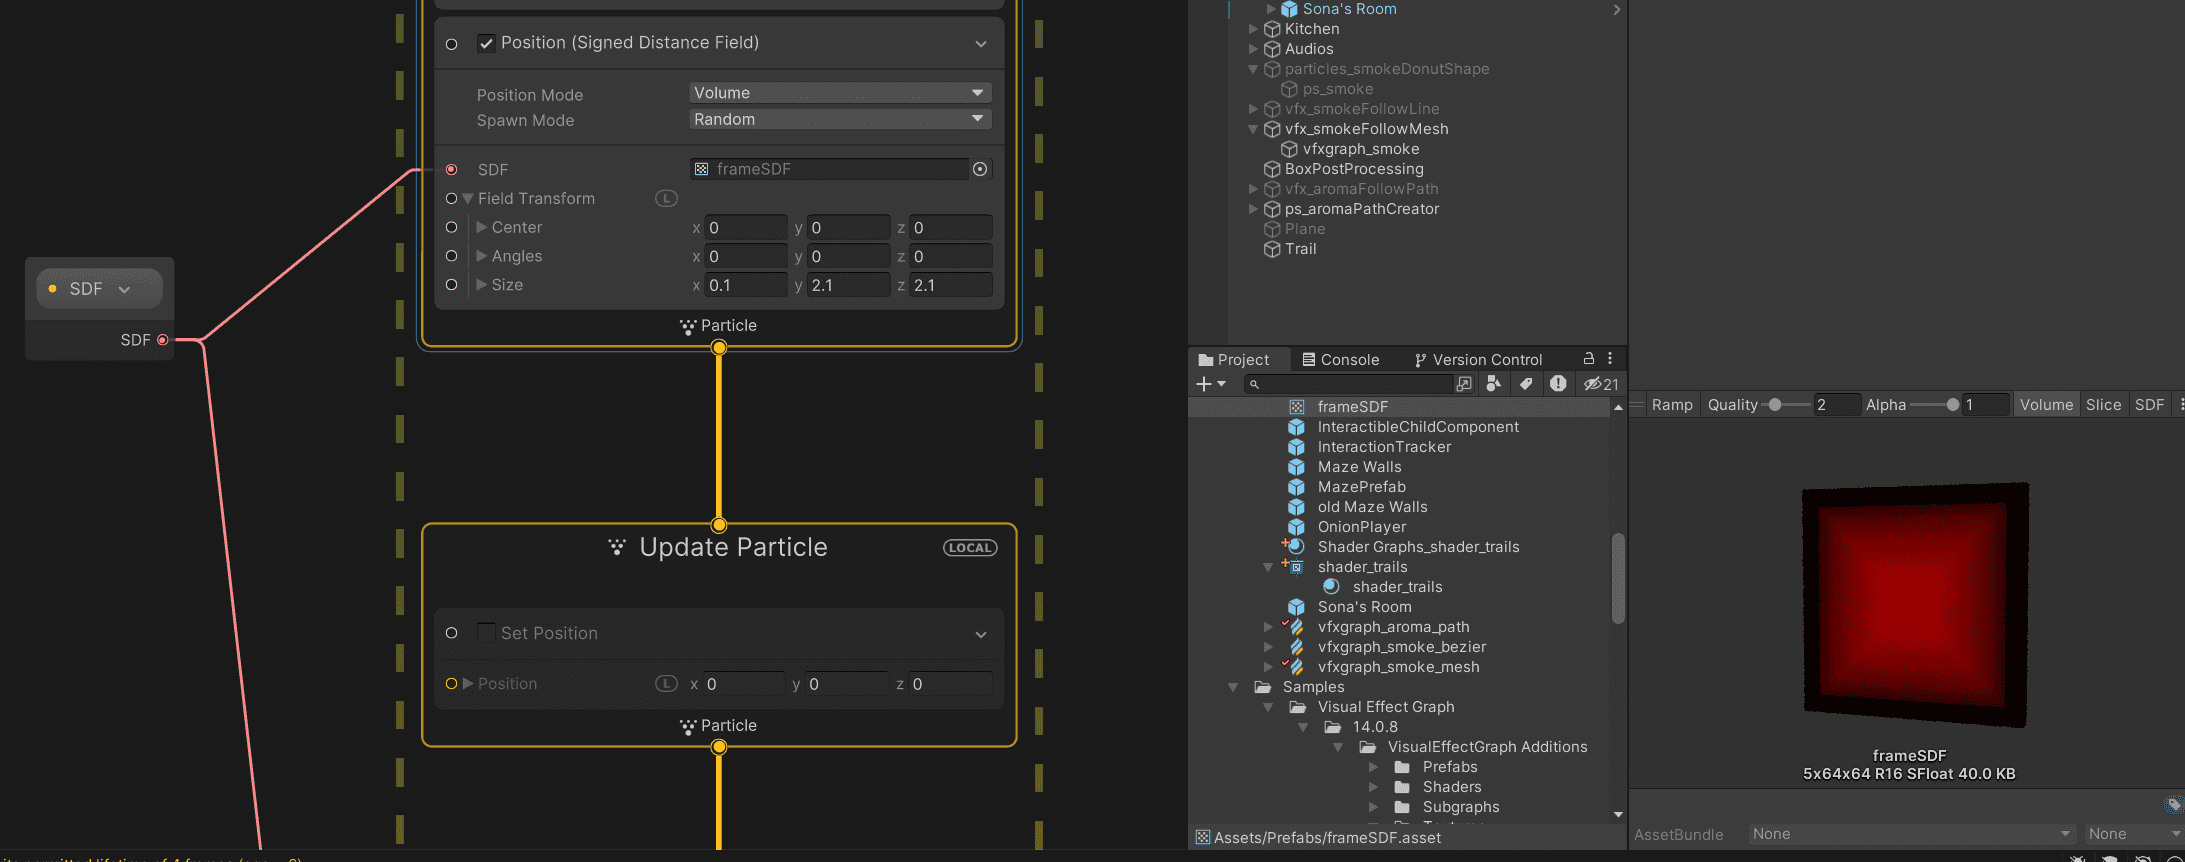 Position (Signed Distance Field)
Position Mode Volume
Spawn Mode Random
SDF frameSDF
Field Transform L
Center x 0 y 0 z 0
Angles x 0 y 0 z 0
Size x 0.1 y 2.1 z 2.1
Particle
SDF
SDF
Update Particle LOCAL
Set Position
Position L x 0 y 0 z 0
Particle
Sona's Room
Kitchen
Audios
particles_smokeDonutShape
ps_smoke
vfx_smokeFollowLine
vfx_smokeFollowMesh
vfxgraph_smoke
BoxPostProcessing
vfx_aromaFollowPath
ps_aromaPathCreator
Plane
Trail
Project Console Version Control
21
frameSDF
InteractibleChildComponent
InteractionTracker
Maze Walls
MazePrefab
old Maze Walls
OnionPlayer
Shader Graphs_shader_trails
shader_trails
shader_trails
Sona's Room
vfxgraph_aroma_path
vfxgraph_smoke_bezier
vfxgraph_smoke_mesh
Samples
Visual Effect Graph
14.0.8
VisualEffectGraph Additions
Prefabs
Shaders
Subgraphs
Assets/Prefabs/frameSDF.asset
Ramp Quality 2 Alpha 1 Volume Slice SDF
frameSDF
5x64x64 R16 SFloat 40.0 KB
AssetBundle None None